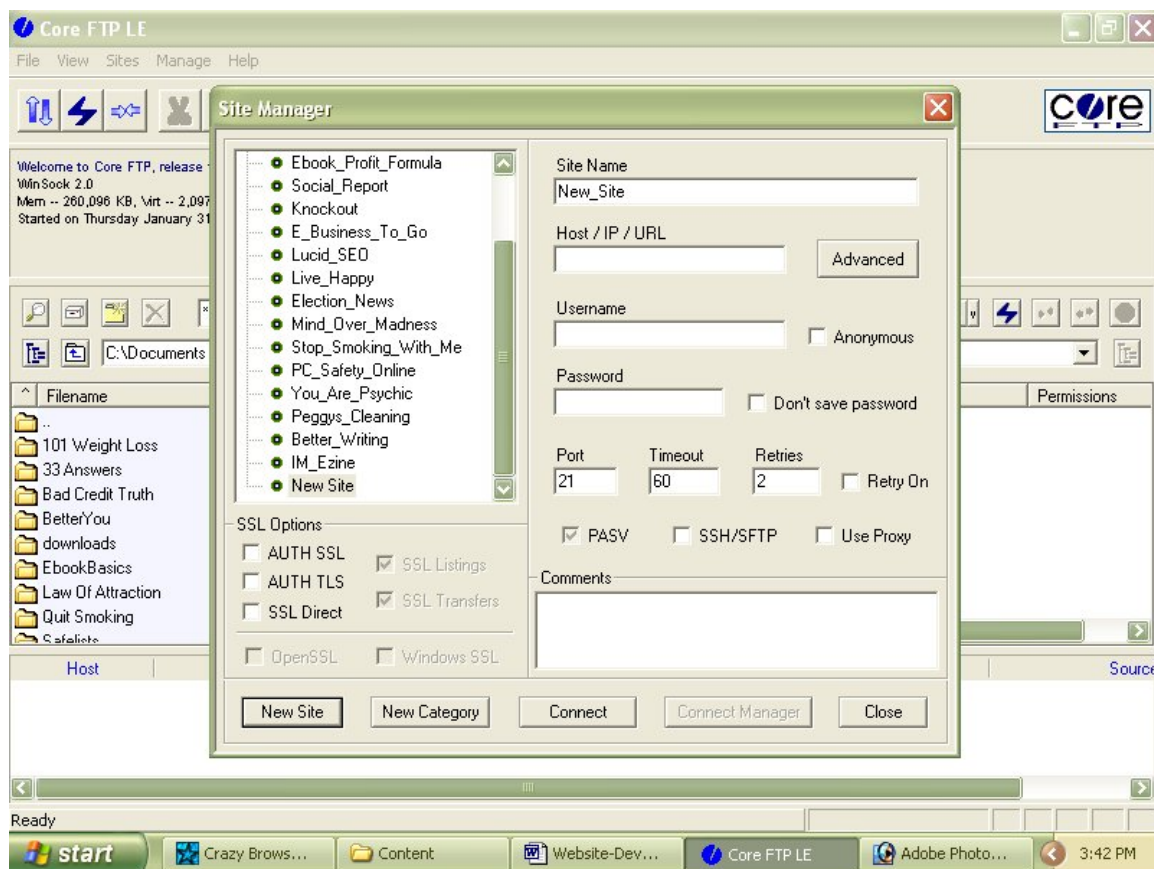 Core FTP LE
File View Sites Manage Help
core
FTP
Welcome to Core FTP, release
WinSock 2.0
Mem -- 260,096 KB, Virt -- 2,097
Started on Thursday January 31
C:\Documents
^ Filename
Permissions
..
101 Weight Loss
33 Answers
Bad Credit Truth
BetterYou
downloads
EbookBasics
Law Of Attraction
Quit Smoking
Safelists
Host
Source
Site Manager
Ebook_Profit_Formula
Social_Report
Knockout
E_Business_To_Go
Lucid_SEO
Live_Happy
Election_News
Mind_Over_Madness
Stop_Smoking_With_Me
PC_Safety_Online
You_Are_Psychic
Peggys_Cleaning
Better_Writing
IM_Ezine
New Site
SSL Options
AUTH SSL
AUTH TLS
SSL Direct
SSL Listings
SSL Transfers
OpenSSL
Windows SSL
Site Name
New_Site
Host / IP / URL
Advanced
Username
Anonymous
Password
Don't save password
Port Timeout Retries
21 60 2 Retry On
PASV SSH/SFTP Use Proxy
Comments
New Site New Category Connect Connect Manager Close
Ready
start Crazy Brows... Content Website-Dev... Core FTP LE Adobe Photo... 3:42 PM